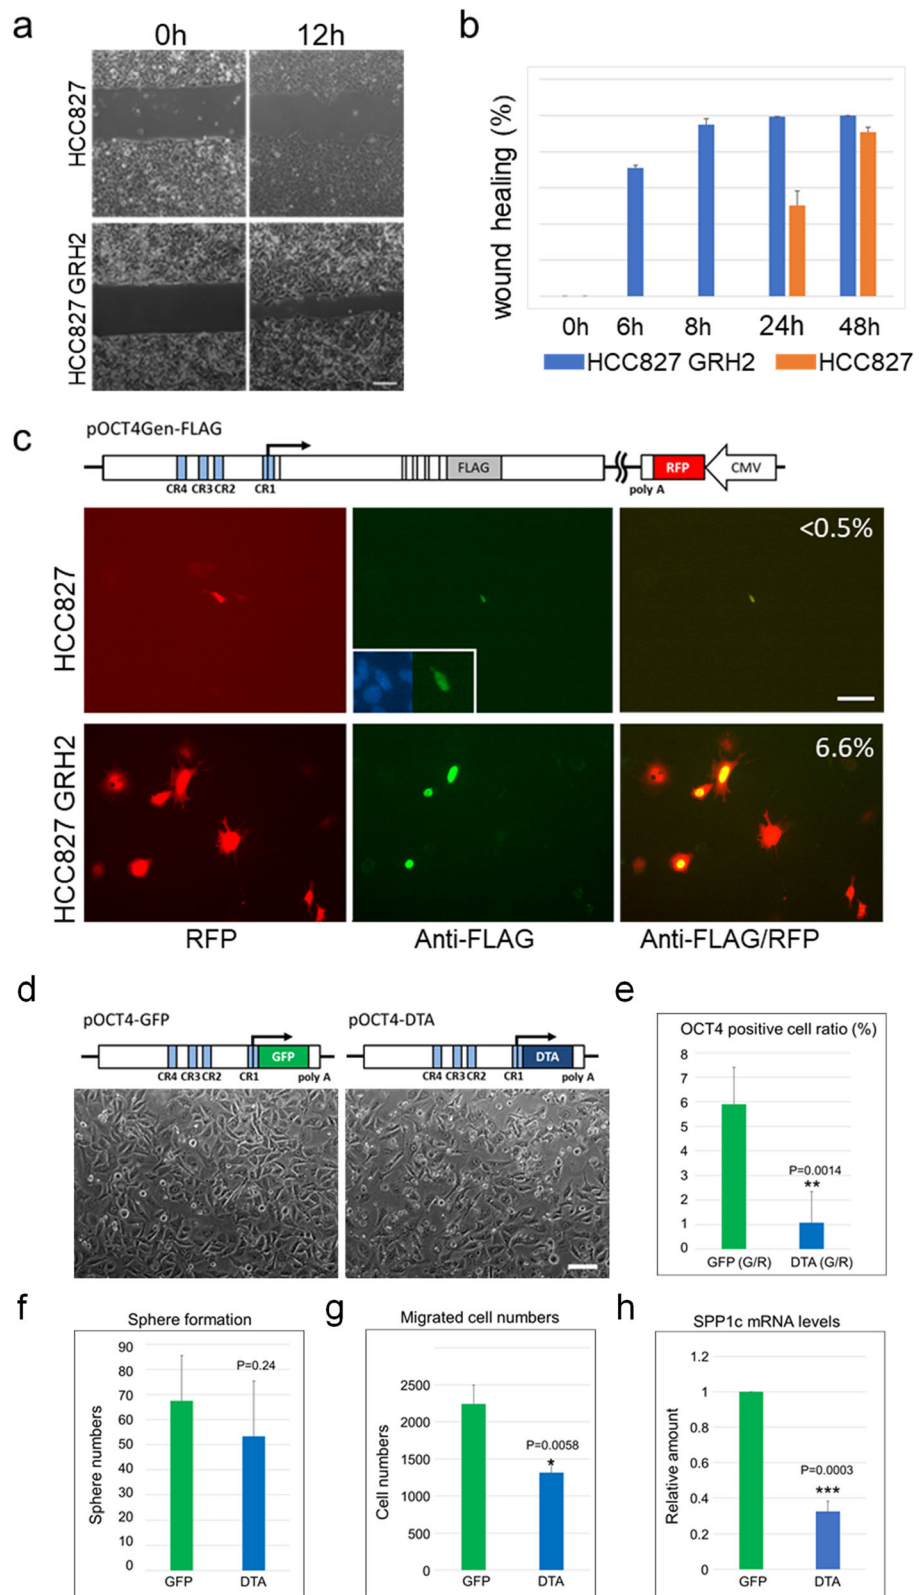 a
0h
12h
HCC827
HCC827 GRH2
b
wound healing (%)
0h 6h 8h 24h 48h
HCC827 GRH2 HCC827
c
pOCT4Gen-FLAG
FLAG RFP CMV
CR4 CR3 CR2 CR1 poly A
HCC827
<0.5%
HCC827 GRH2
6.6%
RFP Anti-FLAG Anti-FLAG/RFP
d
pOCT4-GFP
GFP
CR4 CR3 CR2 CR1 poly A
pOCT4-DTA
DTA
CR4 CR3 CR2 CR1 poly A
e
OCT4 positive cell ratio (%)
8
7
6
5
4
3
2
1
0
P=0.0014
**
GFP (G/R) DTA (G/R)
f
Sphere formation
Sphere numbers
90
80
70
60
50
40
30
20
10
0
P=0.24
GFP DTA
g
Migrated cell numbers
Cell numbers
2500
2000
1500
1000
500
0
P=0.0058
*
GFP DTA
h
SPP1c mRNA levels
Relative amount
1.2
1
0.8
0.6
0.4
0.2
0
P=0.0003
***
GFP DTA